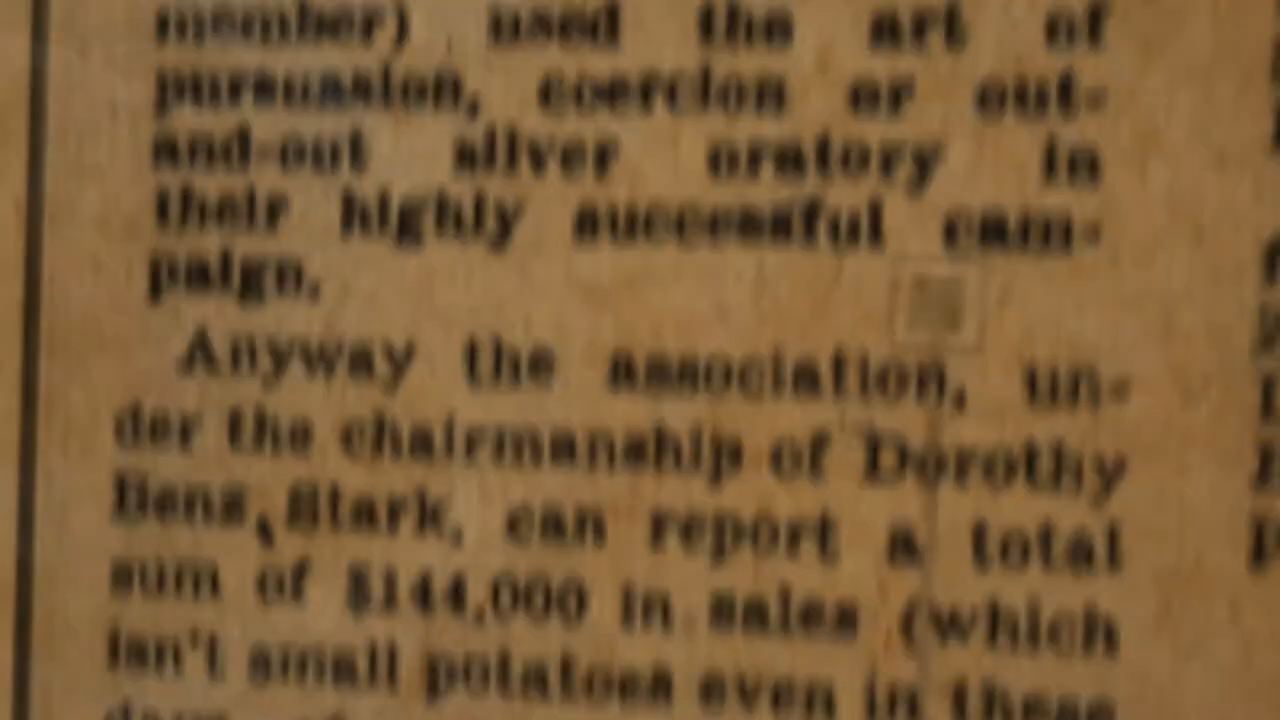 member) used the art of
pursuasion, coercion or out-
and-out silver oratory in
their highly successful cam-
paign.
Anyway the association, un-
der the chairmanship of Dorothy
Benz Stark, can report a total
sum of $144,000 in sales (which
isn't small potatoes even in these